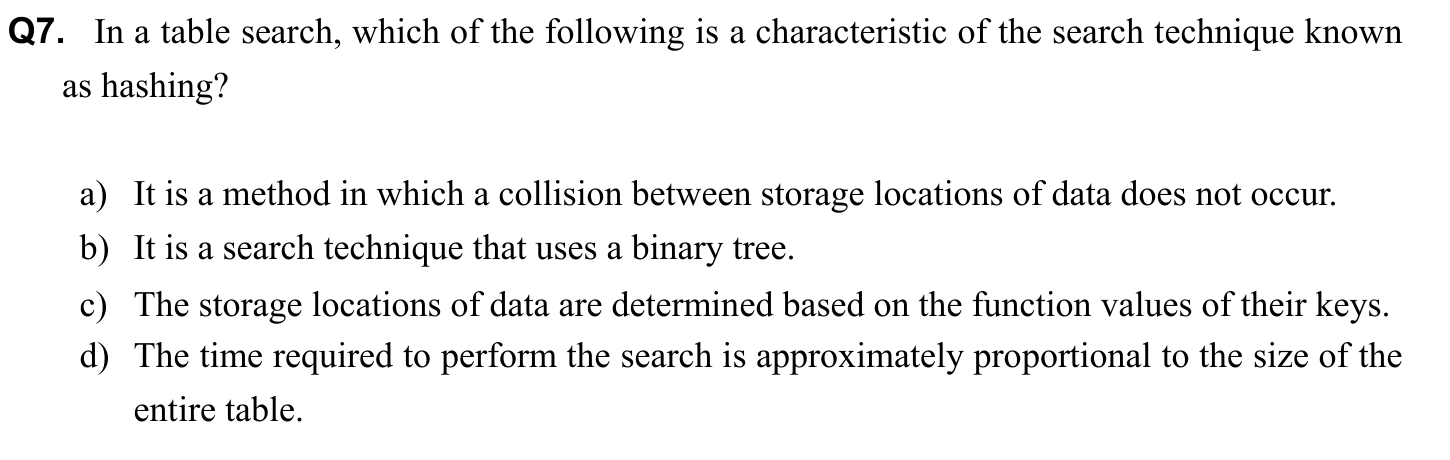 Q7. In a table search, which of the following is a characteristic of the search technique known
as hashing?
a) It is a method in which a collision between storage locations of data does not occur.
b) It is a search technique that uses a binary tree.
c) The storage locations of data are determined based on the function values of their keys.
d) The time required to perform the search is approximately proportional to the size of the
entire table.